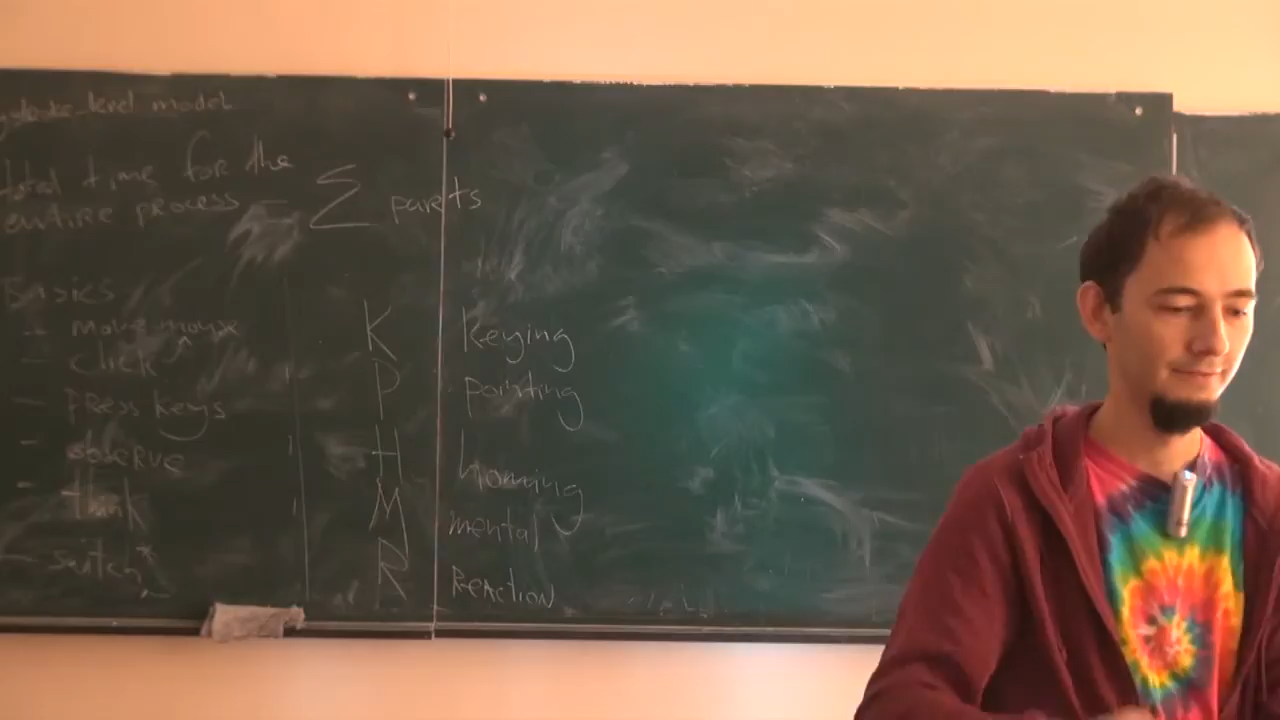 level model
total time for the
entire process = Σ parts
Basics
- move mouse
- click
- press keys
- observe
- think
- switch*
K keying
P pointing
H homing
M mental
R Reaction